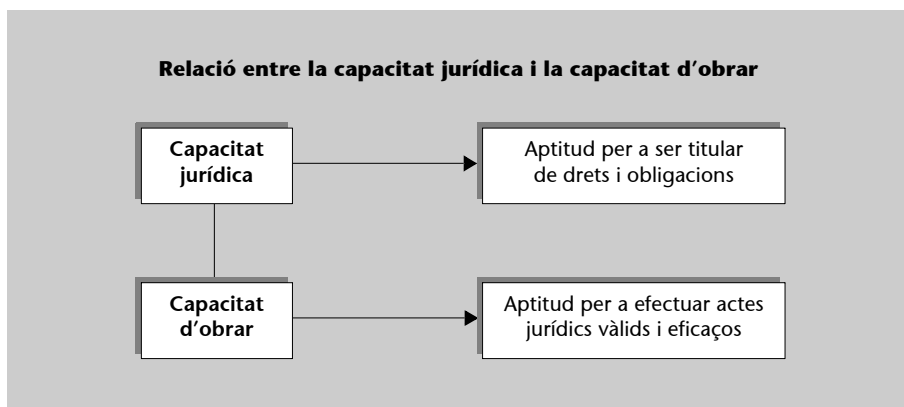 Relació entre la capacitat jurídica i la capacitat d’obrar
Capacitat
jurídica
Aptitud per a ser titular
de drets i obligacions
Capacitat
d’obrar
Aptitud per a efectuar actes
jurídics vàlids i eficaços